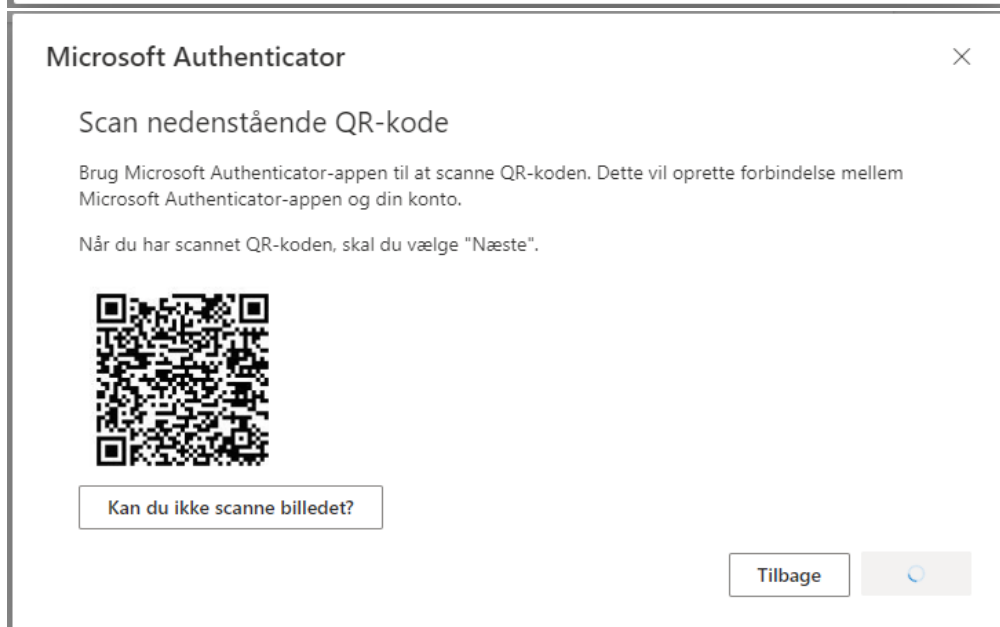 Microsoft Authenticator
Scan nedenstående QR-kode
Brug Microsoft Authenticator-appen til at scanne QR-koden. Dette vil oprette forbindelse mellem
Microsoft Authenticator-appen og din konto.
Når du har scannet QR-koden, skal du vælge "Næste".
Kan du ikke scanne billedet?
Tilbage